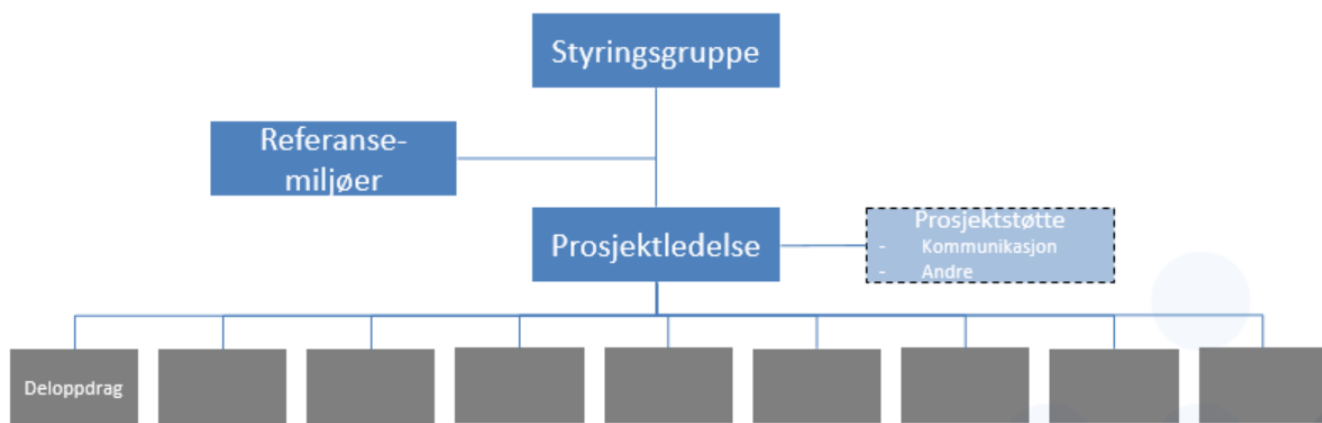 Styringsgruppe
Referanse-
miljøer
Prosjektledelse
Prosjektstøtte
- Kommunikasjon
- Andre
Deloppdrag